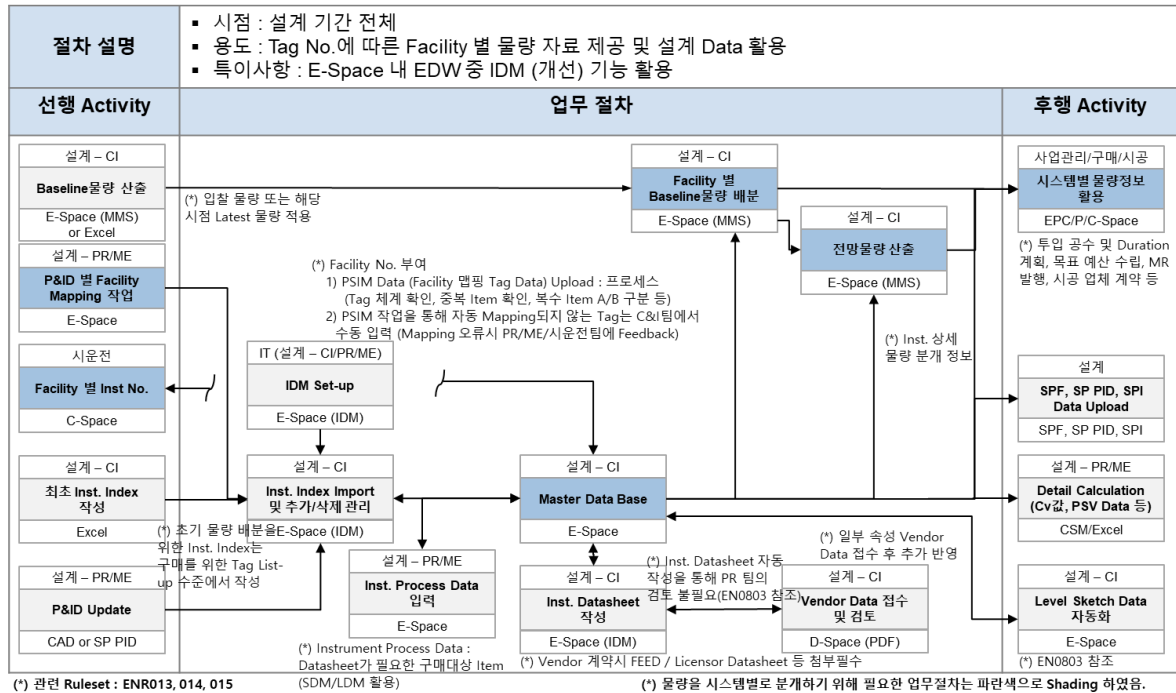 절차 설명
▪ 시점 : 설계 기간 전체
▪ 용도 : Tag No.에 따른 Facility 별 물량 자료 제공 및 설계 Data 활용
▪ 특이사항 : E-Space 내 EDW 중 IDM (개선) 기능 활용
선행 Activity
업무 절차
후행 Activity
설계 – CI
Baseline물량 산출
E-Space (MMS)
or Excel
설계 – PR/ME
P&ID 별 Facility
Mapping 작업
E-Space
시운전
Facility 별 Inst No.
C-Space
설계 – CI
최초 Inst. Index
작성
Excel
설계 – PR/ME
P&ID Update
CAD or SP PID
(*) 입찰 물량 또는 해당
시점 Latest 물량 적용
(*) Facility No. 부여
1) PSIM Data (Facility 맵핑 Tag Data) Upload : 프로세스
(Tag 체계 확인, 중복 Item 확인, 복수 Item A/B 구분 등)
2) PSIM 작업을 통해 자동 Mapping되지 않는 Tag는 C&I팀에서
수동 입력 (Mapping 오류시 PR/ME/시운전팀에 Feedback)
IT (설계 – CI/PR/ME)
IDM Set-up
E-Space (IDM)
설계 – CI
Inst. Index Import
및 추가/삭제 관리
E-Space (IDM)
(*) 초기 물량 배분을
위한 Inst. Index는
구매를 위한 Tag List-
up 수준에서 작성
설계 – PR/ME
Inst. Process Data
입력
E-Space
(*) Instrument Process Data :
Datasheet가 필요한 구매대상 Item
(SDM/LDM 활용)
설계 – CI
Facility 별
Baseline물량 배분
E-Space (MMS)
설계 – CI
전망물량 산출
E-Space (MMS)
(*) Inst. 상세
물량 분개 정보
설계 – CI
Master Data Base
E-Space
(*) Inst. Datasheet 자동
작성을 통해 PR 팀의
검토 불필요(EN0803 참조)
설계 – CI
Inst. Datasheet
작성
E-Space (IDM)
(*) Vendor 계약시 FEED / Licensor Datasheet 등 첨부필수
(*) 일부 속성 Vendor
Data 접수 후 추가 반영
설계 – CI
Vendor Data 접수
및 검토
D-Space (PDF)
사업관리/구매/시공
시스템별 물량정보
활용
EPC/P/C-Space
(*) 투입 공수 및 Duration
계획, 목표 예산 수립, MR
발행, 시공 업체 계약 등
설계
SPF, SP PID, SPI
Data Upload
SPF, SP PID, SPI
설계 – PR/ME
Detail Calculation
(Cv값, PSV Data 등)
CSM/Excel
설계 – CI
Level Sketch Data
자동화
E-Space
(*) EN0803 참조
(*) 관련 Ruleset : ENR013, 014, 015
(*) 물량을 시스템별로 분개하기 위해 필요한 업무절차는 파란색으로 Shading 하였음.